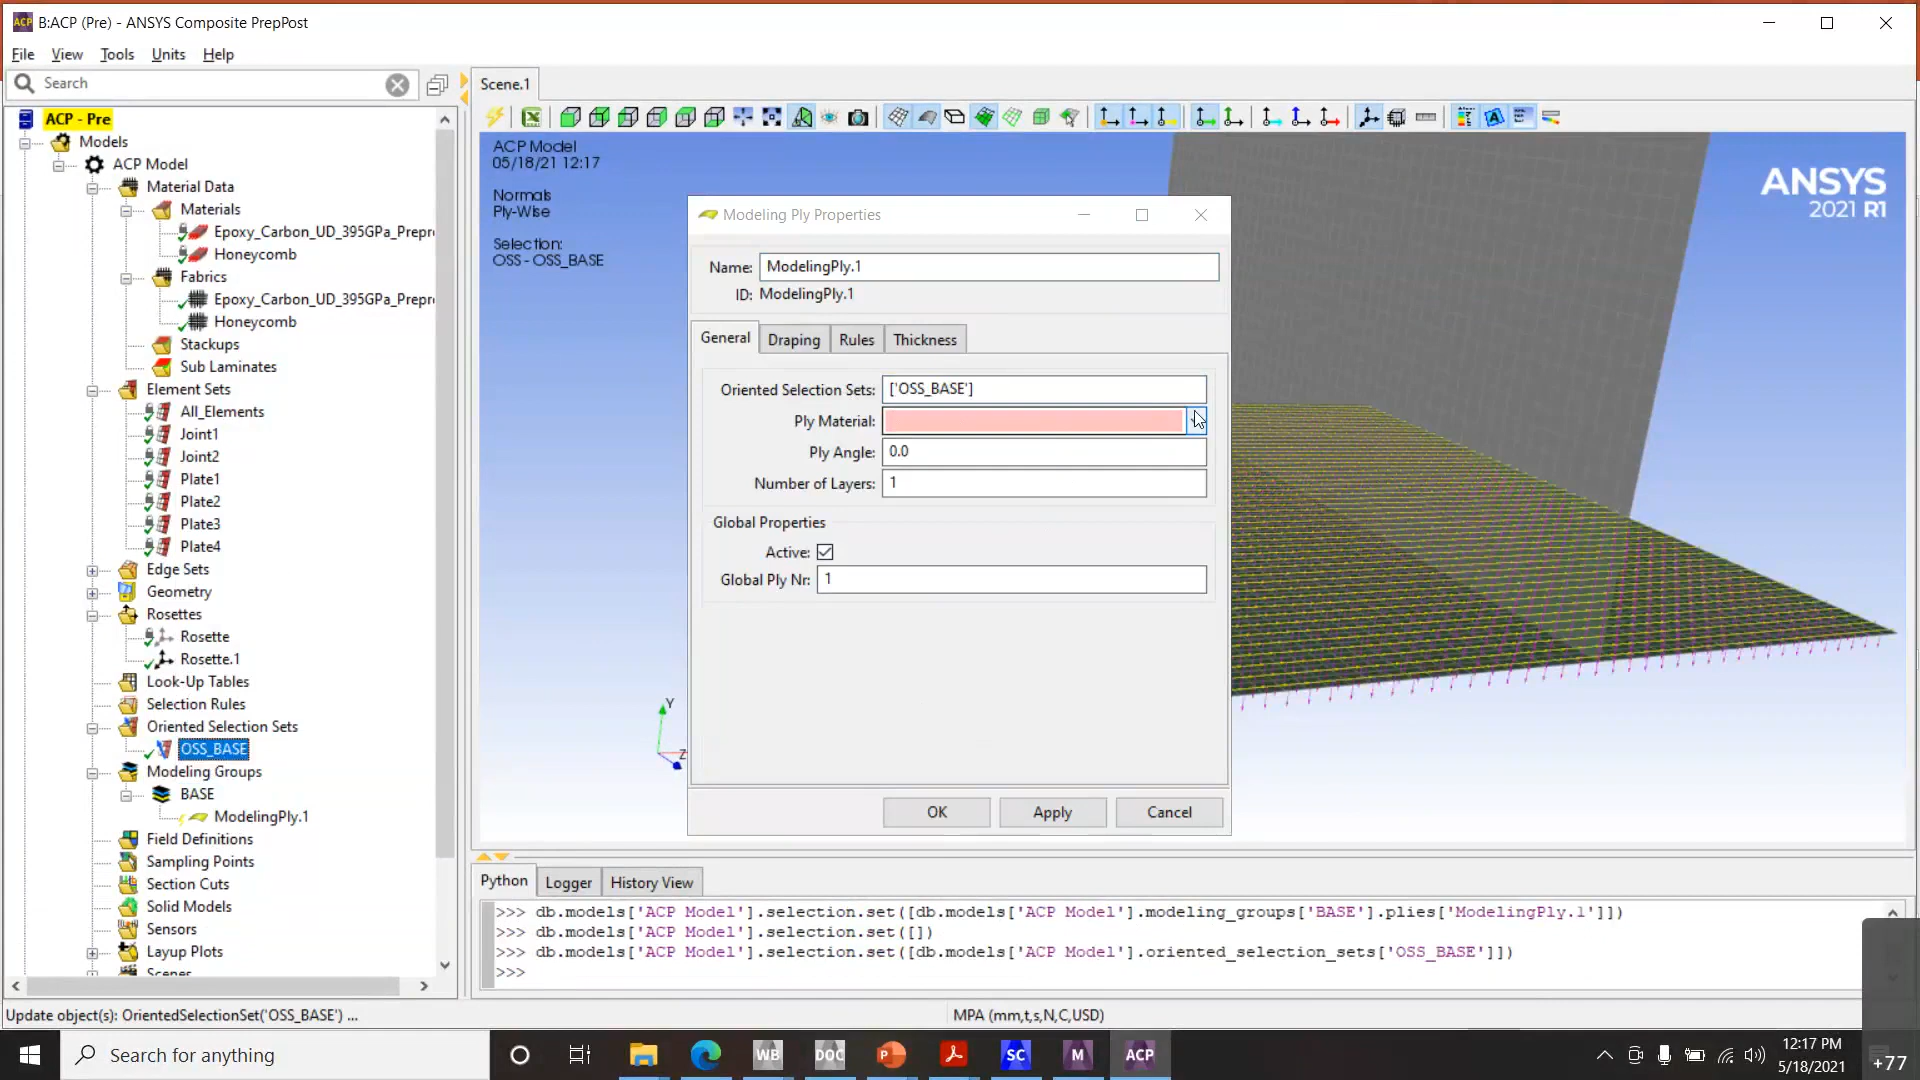 B:ACP (Pre) - ANSYS Composite PrepPost
File View Tools Units Help
Search
Scene.1
ACP - Pre
Models
ACP Model
Material Data
Materials
Epoxy_Carbon_UD_395GPa_Prepre
Honeycomb
Fabrics
Epoxy_Carbon_UD_395GPa_Prepre
Honeycomb
Stackups
Sub Laminates
Element Sets
All_Elements
Joint1
Joint2
Plate1
Plate2
Plate3
Plate4
Edge Sets
Geometry
Rosettes
Rosette
Rosette.1
Look-Up Tables
Selection Rules
Oriented Selection Sets
OSS_BASE
Modeling Groups
BASE
ModelingPly.1
Field Definitions
Sampling Points
Section Cuts
Solid Models
Sensors
Layup Plots
Scenes
ACP Model
05/18/21 12:17
Normals
Ply-Wise
Selection:
OSS - OSS_BASE
ANSYS
2021 R1
Y
Z
Modeling Ply Properties
Name: ModelingPly.1
ID: ModelingPly.1
General Draping Rules Thickness
Oriented Selection Sets: ['OSS_BASE']
Ply Material:
Ply Angle: 0.0
Number of Layers: 1
Global Properties
Active:
Global Ply Nr: 1
OK Apply Cancel
Python Logger History View
>>> db.models['ACP Model'].selection.set([db.models['ACP Model'].modeling_groups['BASE'].plies['ModelingPly.1']])
>>> db.models['ACP Model'].selection.set([])
>>> db.models['ACP Model'].selection.set([db.models['ACP Model'].oriented_selection_sets['OSS_BASE']])
>>>
Update object(s): OrientedSelectionSet('OSS_BASE') ...
MPA (mm,t,s,N,C,USD)
Search for anything
WB DOC P SC M ACP
12:17 PM
5/18/2021
+77